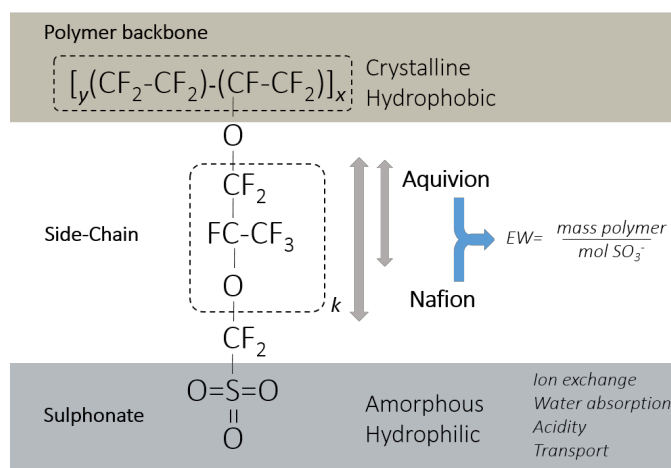 Polymer backbone
[y(CF2-CF2)-(CF-CF2)]x
Crystalline
Hydrophobic
O
CF2
Side-Chain
FC-CF3
O
k
CF2
Aquivion
Nafion
EW= mass polymer
mol SO3-
Sulphonate
O=S=O
O
Amorphous
Hydrophilic
Ion exchange
Water absorption
Acidity
Transport